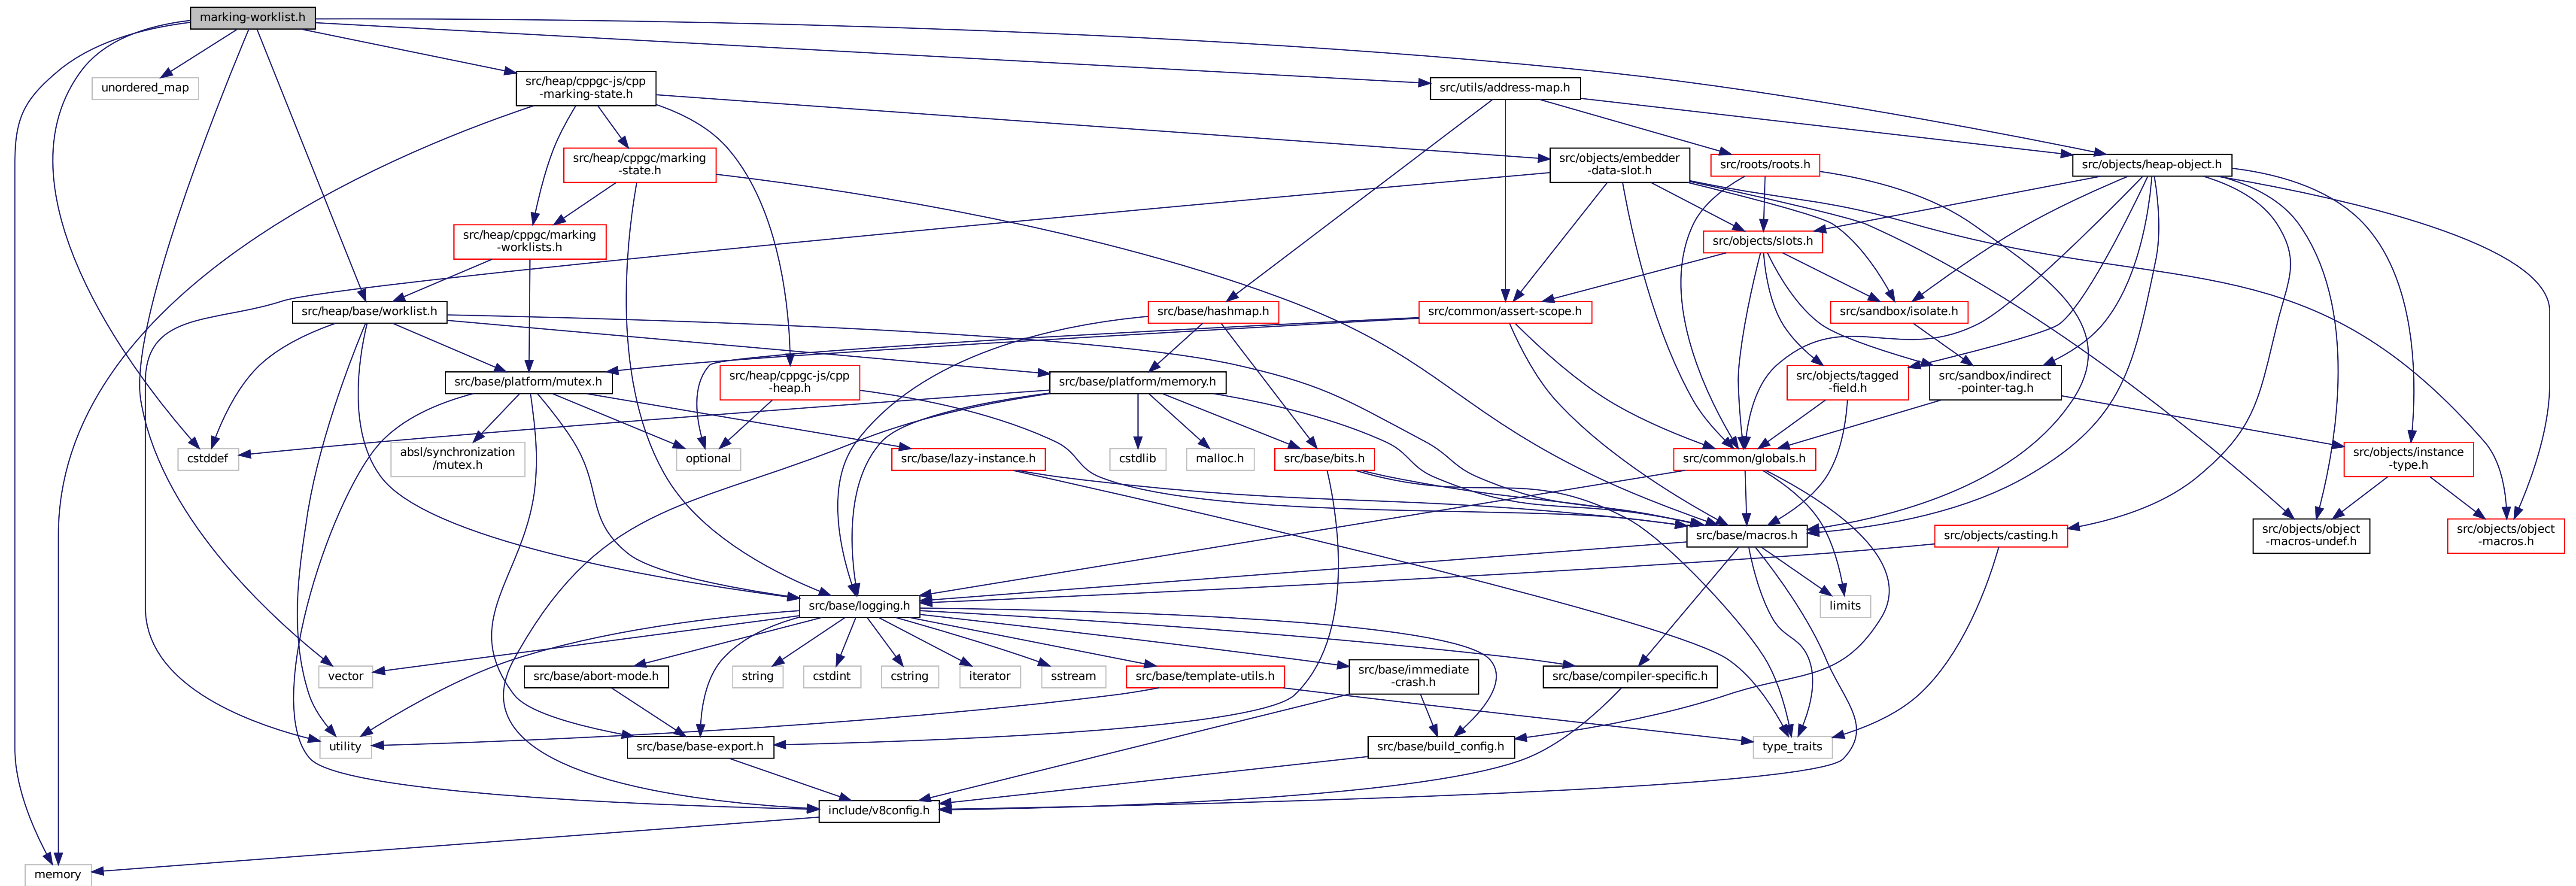 marking-worklist.h
unordered_map
src/heap/cppgc-js/cpp
-marking-state.h
src/utils/address-map.h
src/heap/cppgc/marking
-state.h
src/objects/embedder
-data-slot.h
src/roots/roots.h
src/objects/heap-object.h
src/heap/cppgc/marking
-worklists.h
src/objects/slots.h
src/heap/base/worklist.h
src/base/hashmap.h
src/common/assert-scope.h
src/sandbox/isolate.h
src/base/platform/mutex.h
src/heap/cppgc-js/cpp
-heap.h
src/base/platform/memory.h
src/objects/tagged
-field.h
src/sandbox/indirect
-pointer-tag.h
cstddef
absl/synchronization
/mutex.h
optional
src/base/lazy-instance.h
cstdlib
malloc.h
src/base/bits.h
src/common/globals.h
src/objects/instance
-type.h
src/base/macros.h
src/objects/casting.h
src/objects/object
-macros-undef.h
src/objects/object
-macros.h
src/base/logging.h
limits
vector
src/base/abort-mode.h
string
cstdint
cstring
iterator
sstream
src/base/template-utils.h
src/base/immediate
-crash.h
src/base/compiler-specific.h
utility
src/base/base-export.h
src/base/build_config.h
type_traits
include/v8config.h
memory